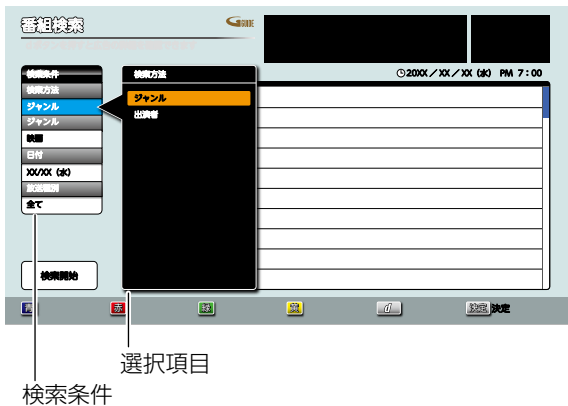 番組検索
G GUIDE
20XX／XX／XX (水) PM 7：00
検索条件
検索方法
ジャンル
ジャンル
映画
日付
XX/XX (水)
放送種別
全て
検索開始
検索方法
ジャンル
出演者
青
赤
緑
黄
d
決定 決定
選択項目
検索条件